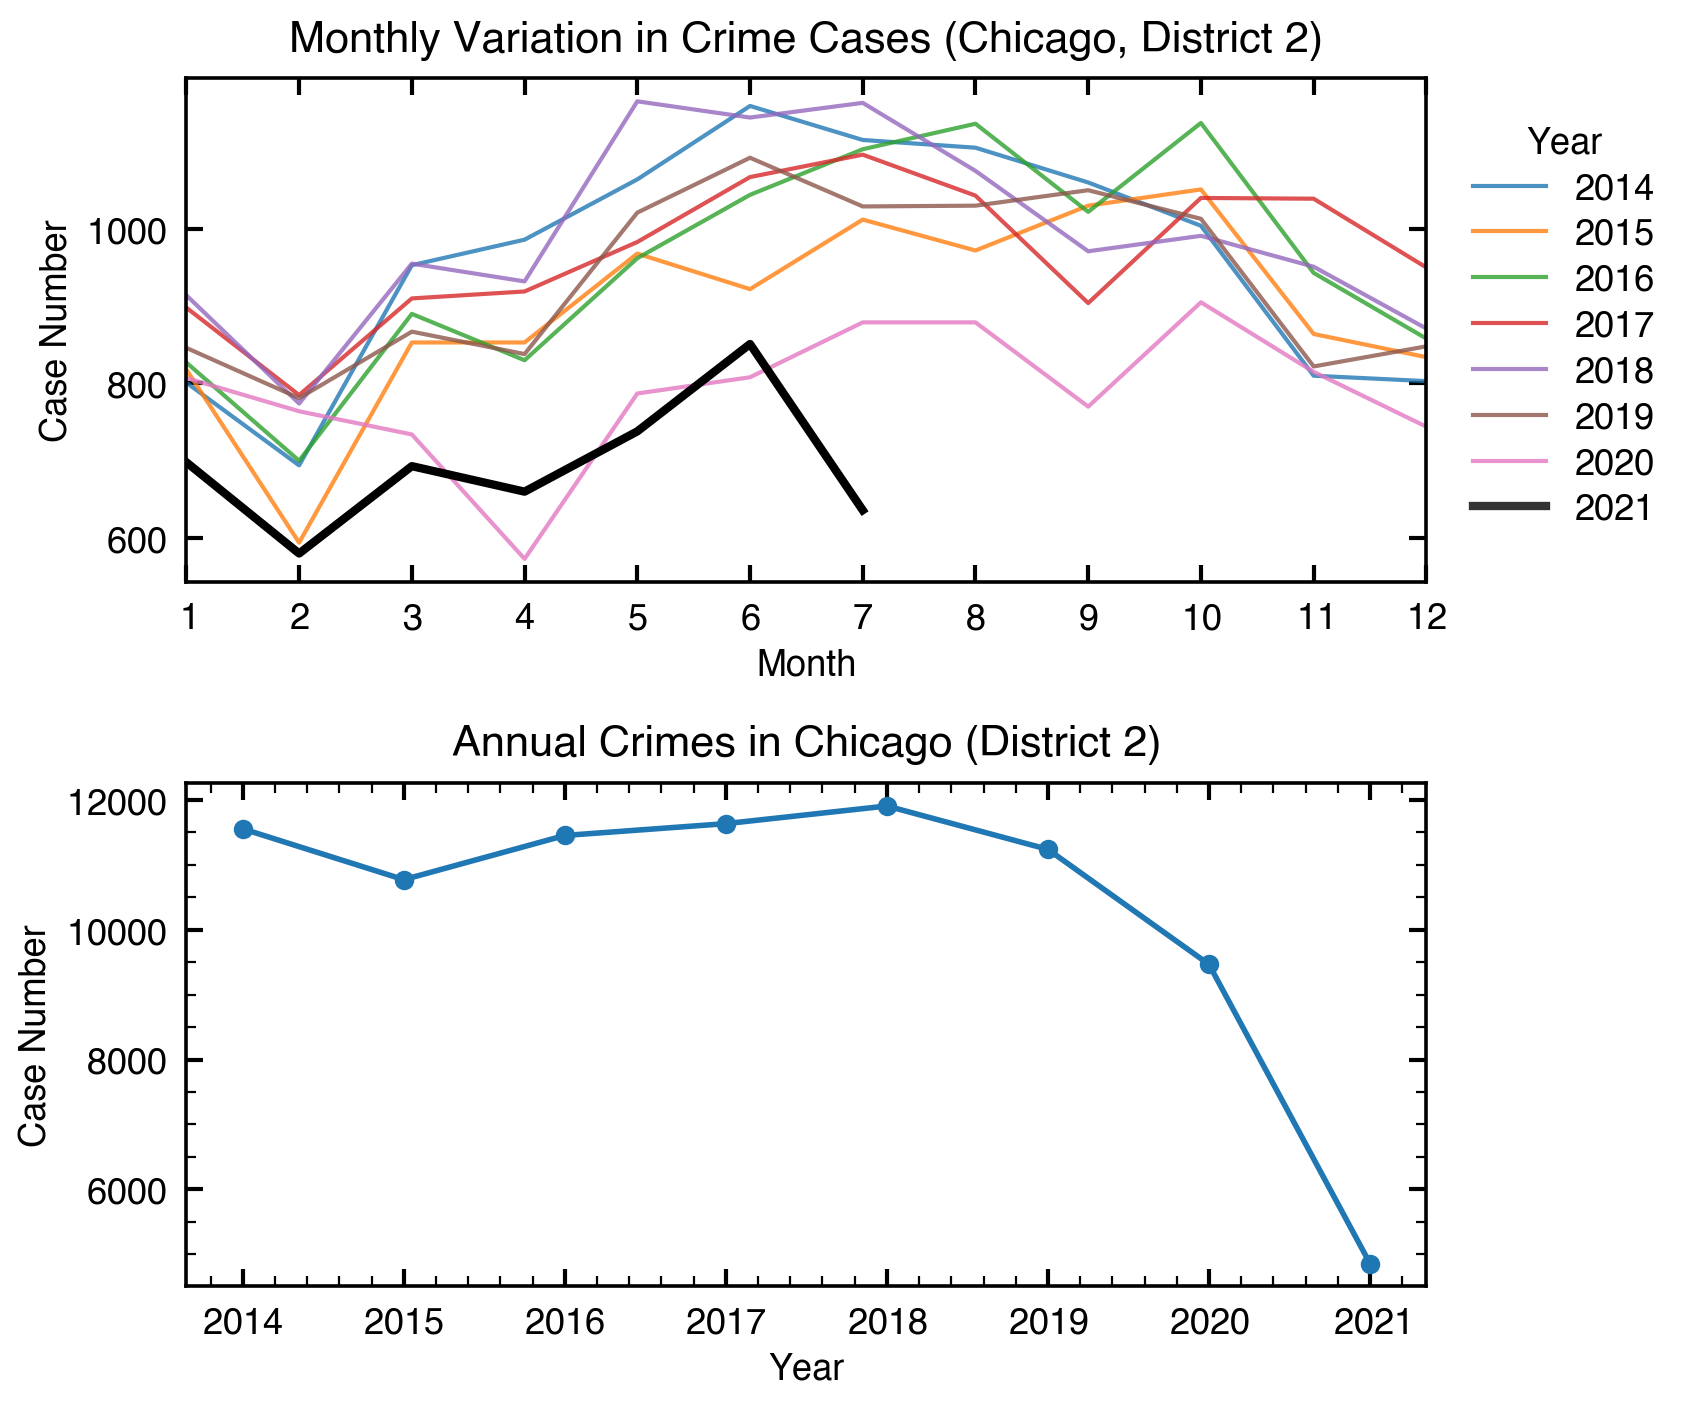 Monthly Variation in Crime Cases (Chicago, District 2)
Case Number
1000
800
600
1 2 3 4 5 6 7 8 9 10 11 12
Month
Year
2014
2015
2016
2017
2018
2019
2020
2021
Annual Crimes in Chicago (District 2)
Case Number
12000
10000
8000
6000
2014 2015 2016 2017 2018 2019 2020 2021
Year